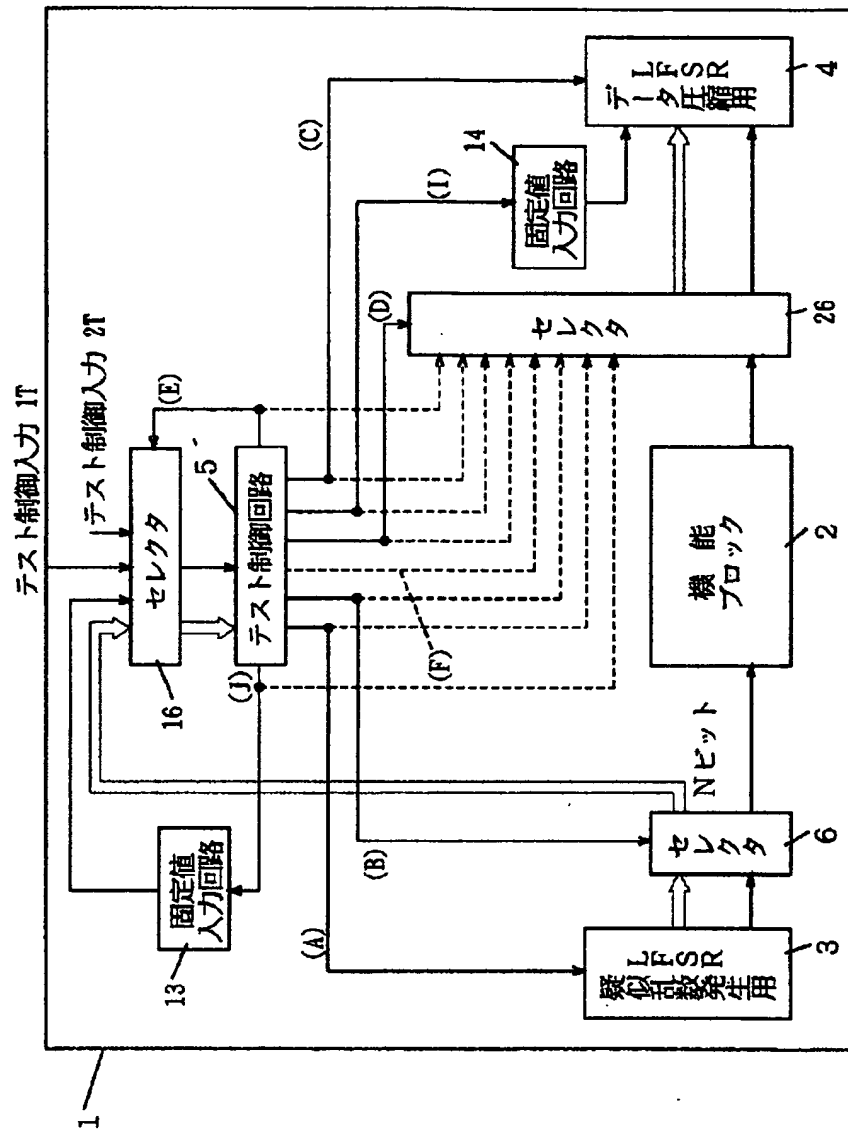 テスト制御入力 1T
テスト制御入力 2T
(E)
セレクタ
16
5
テスト制御回路
(J)
(F)
固定値
入力回路
13
(A)
(B)
(C)
(I)
(D)
14
固定値
入力回路
セレクタ
26
LFSR
データ圧縮用
4
機 能
ブロック
2
Nビット
セレクタ
6
LFSR
疑似乱数発生用
3
1